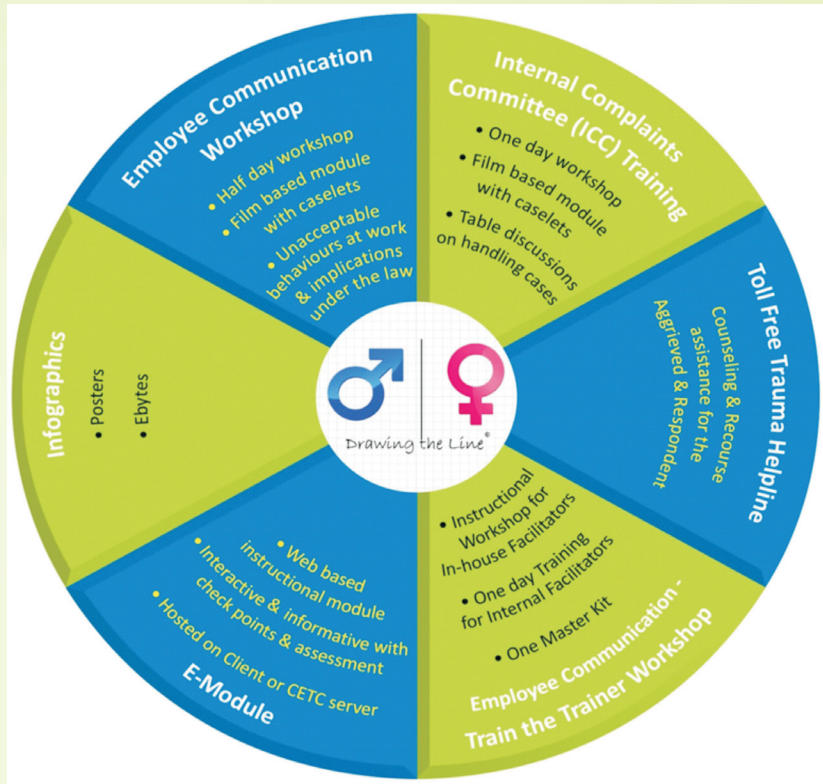 Employee Communication
Workshop
• Half day workshop
• Film based module
with caselets
• Unacceptable
behaviours at work
& implications
under the law
Internal Complaints
Committee (ICC) Training
• One day workshop
• Film based module
with caselets
• Table discussions
on handling cases
Toll Free Trauma Helpline
Counseling & Recourse
assistance for the
Aggrieved & Respondent
• Instructional
Workshop for
In-house Facilitators
• One day Training
for Internal Facilitators
• One Master Kit
Employee Communication -
Train the Trainer Workshop
• Web based
instructional module
• Interactive & informative with
check points & assessment
• Hosted on Client or CETC server
E-Module
Infographics
• Posters
• Ebytes
Drawing the Line©